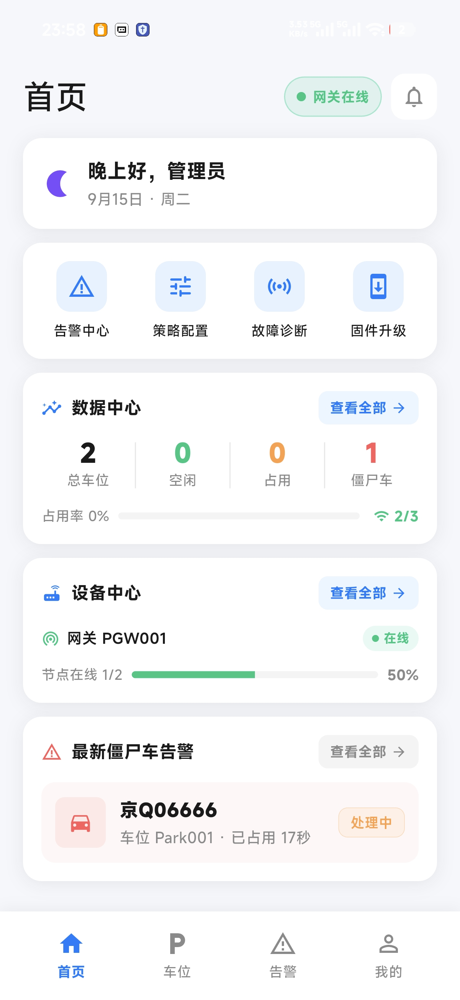 23:58
3.53 KB/s 5G 5G 2
首页
网关在线
晚上好，管理员
9月15日 · 周二
告警中心 策略配置 故障诊断 固件升级
数据中心 查看全部 →
2 0 0 1
总车位 空闲 占用 僵尸车
占用率 0% 2/3
设备中心 查看全部 →
网关 PGW001 在线
节点在线 1/2 50%
最新僵尸车告警 查看全部 →
京Q06666
处理中
车位 Park001 · 已占用 17秒
首页 车位 告警 我的